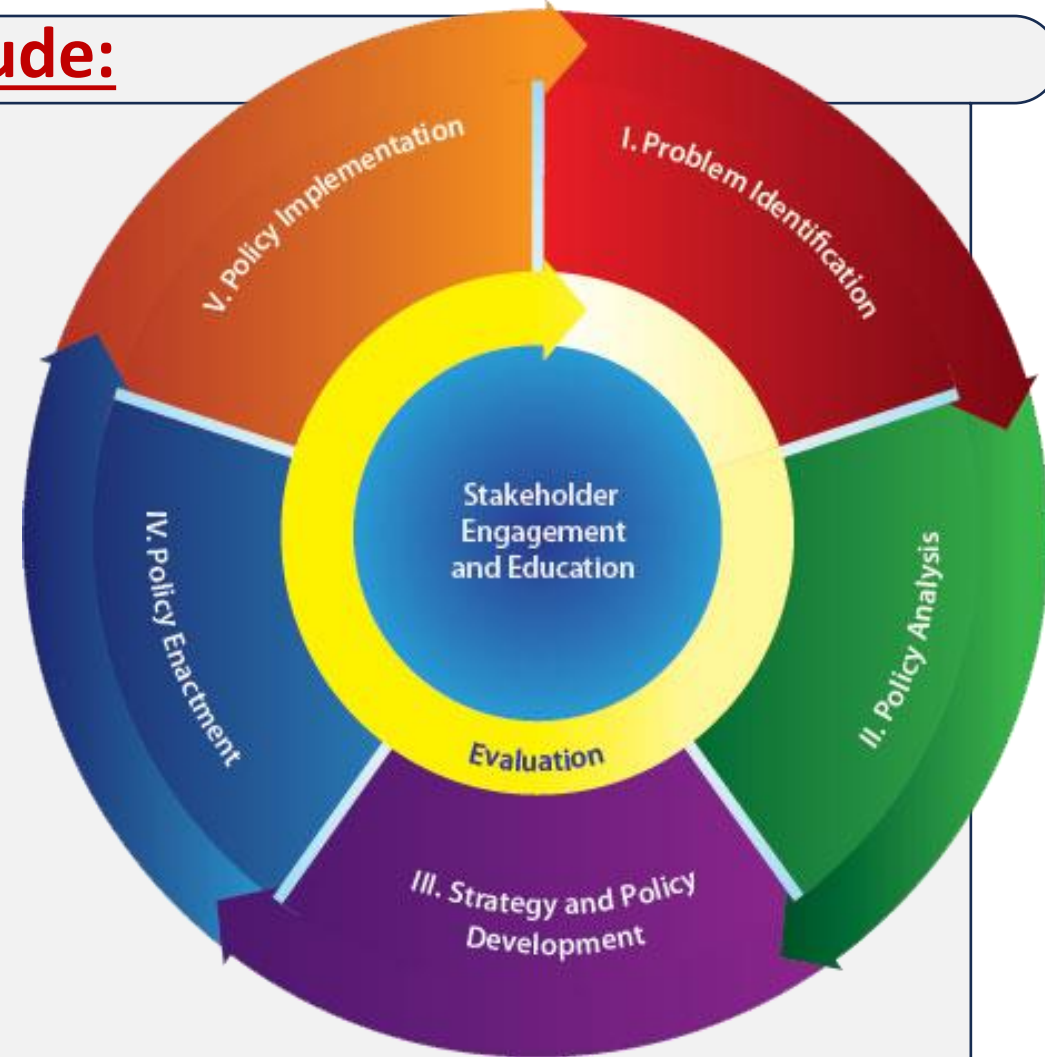 ude:
I. Problem Identification
II. Policy Analysis
III. Strategy and Policy
Development
IV. Policy Enactment
V. Policy Implementation
Evaluation
Stakeholder
Engagement
and Education